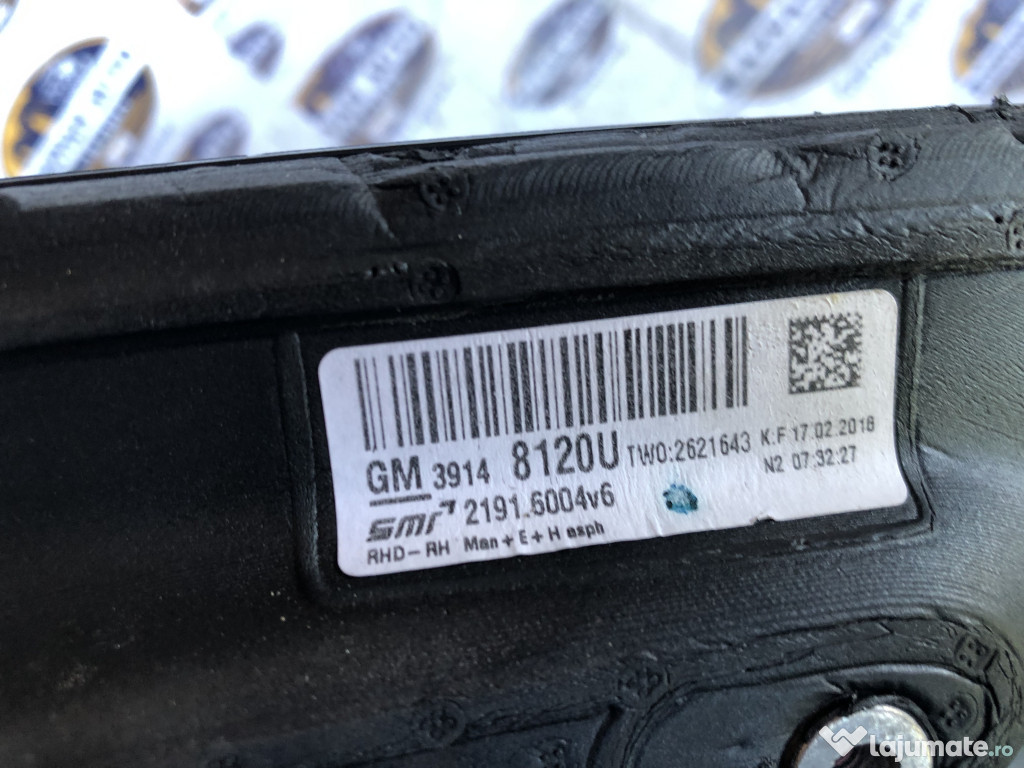 GM 3914 8120U TWO:2621643 K:F 17.02.2018
N2 07:32:27
smr 2191.6004v6
RHD-RH Man+E+H asph
lajumate.ro